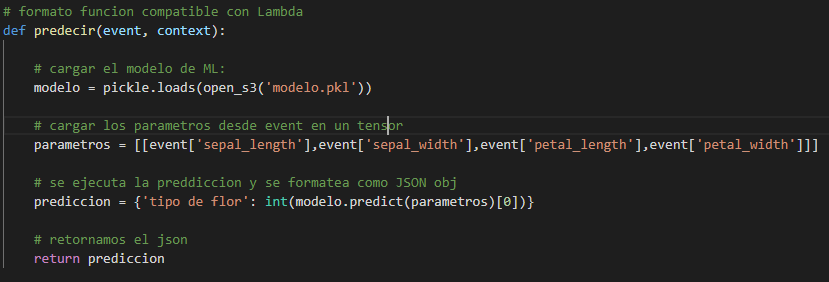 # formato funcion compatible con Lambda
def predecir(event, context):
# cargar el modelo de ML:
modelo = pickle.loads(open_s3('modelo.pkl'))
# cargar los parametros desde event en un tensor
parametros = [[event['sepal_length'],event['sepal_width'],event['petal_length'],event['petal_width']]]
# se ejecuta la preddiccion y se formatea como JSON obj
prediccion = {'tipo de flor': int(modelo.predict(parametros)[0])}
# retornamos el json
return prediccion